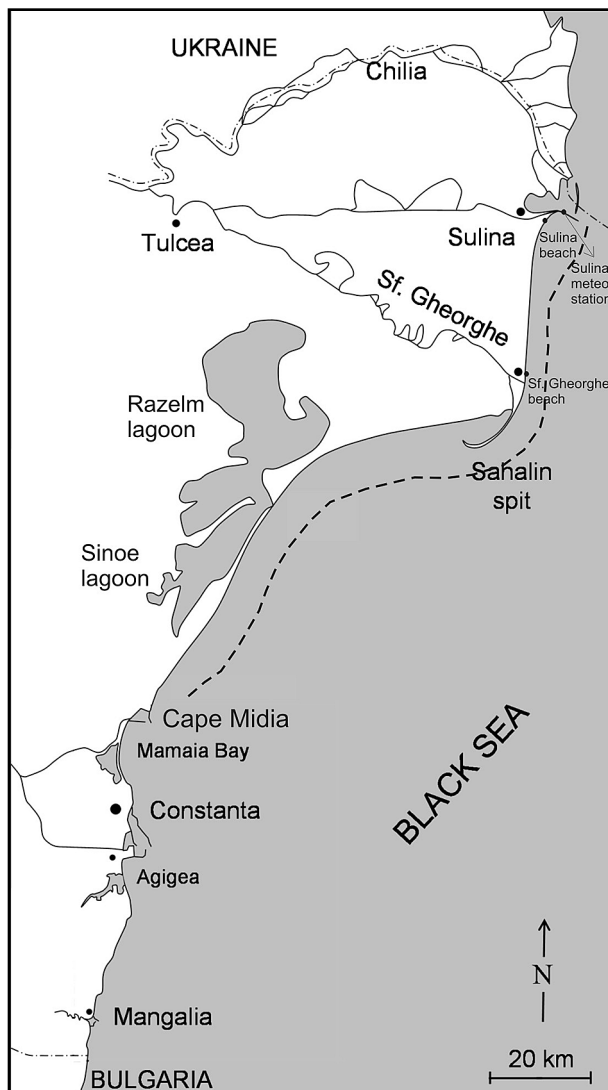 UKRAINE
Chilia
Tulcea
Sulina
Sulina
beach
Sulina
meteo
station
Sf. Gheorghe
Sf. Gheorghe
beach
Razelm
lagoon
Sahalin
spit
Sinoe
lagoon
Cape Midia
Mamaia Bay
BLACK SEA
Constanta
Agigea
N
Mangalia
20 km
BULGARIA